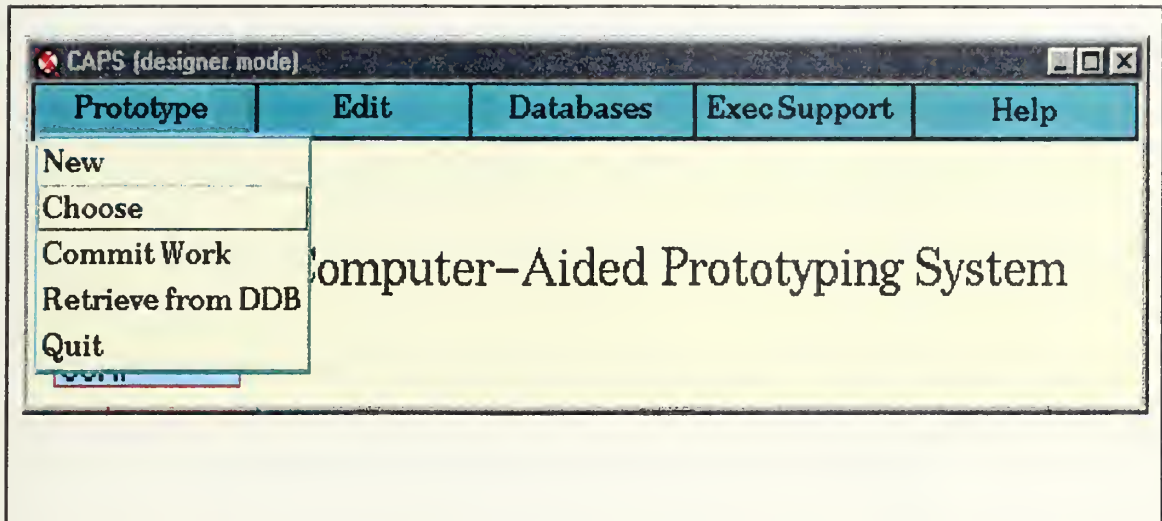 CAPS (designer mode)
Prototype Edit Databases Exec Support Help
New
Choose
Commit Work
Retrieve from DDB
Quit
omputer-Aided Prototyping System